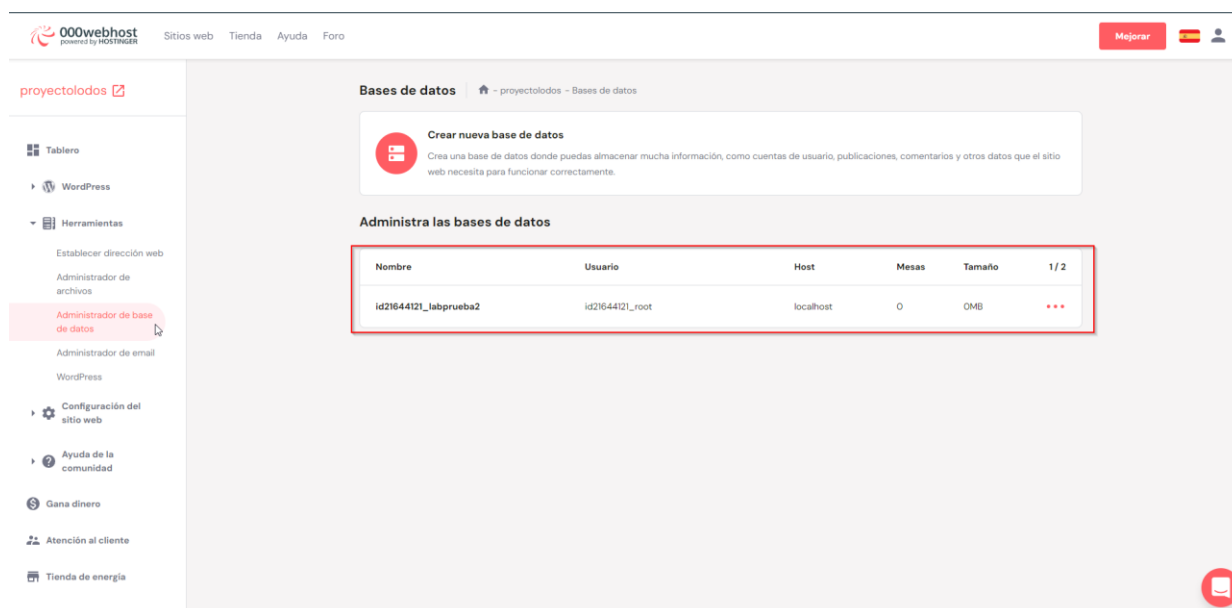 000webhost
powered by HOSTINGER
Sitios web Tienda Ayuda Foro
Mejorar
proyectolodos
Tablero
WordPress
Herramientas
Establecer dirección web
Administrador de
archivos
Administrador de base
de datos
Administrador de email
WordPress
Configuración del
sitio web
Ayuda de la
comunidad
Gana dinero
Atención al cliente
Tienda de energía
Bases de datos - proyectolodos - Bases de datos
Crear nueva base de datos
Crea una base de datos donde puedas almacenar mucha información, como cuentas de usuario, publicaciones, comentarios y otros datos que el sitio
web necesita para funcionar correctamente.
Administra las bases de datos
Nombre Usuario Host Mesas Tamaño 1 / 2
id21644121_labprueba2 id21644121_root localhost 0 0MB